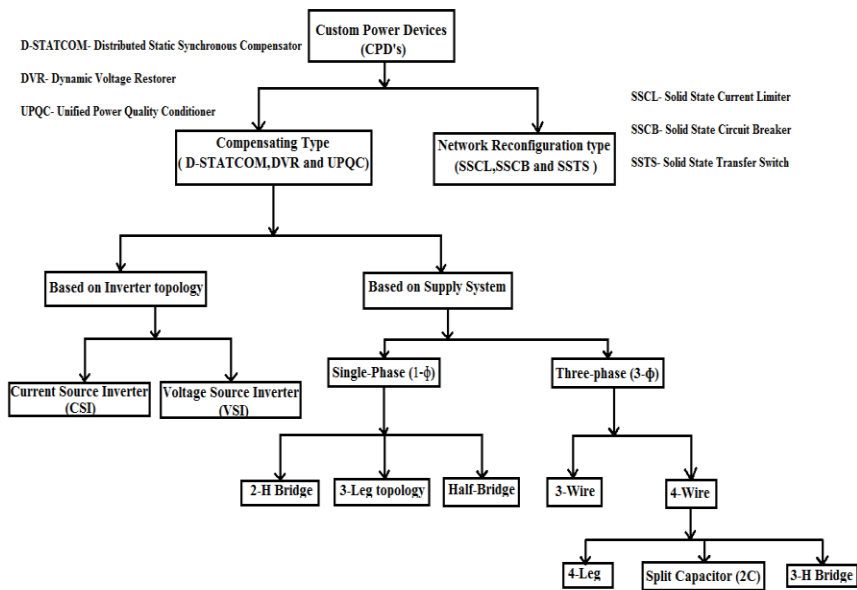 Custom Power Devices
(CPD's)
D-STATCOM- Distributed Static Synchronous Compensator
DVR- Dynamic Voltage Restorer
UPQC- Unified Power Quality Conditioner
SSCL- Solid State Current Limiter
SSCB- Solid State Circuit Breaker
SSTS- Solid State Transfer Switch
Compensating Type
( D-STATCOM,DVR and UPQC)
Network Reconfiguration type
(SSCL,SSCB and SSTS )
Based on Inverter topology
Based on Supply System
Current Source Inverter
(CSI)
Voltage Source Inverter
(VSI)
Single-Phase (1-ϕ)
Three-phase (3-ϕ)
2-H Bridge
3-Leg topology
Half-Bridge
3-Wire
4-Wire
4-Leg
Split Capacitor (2C)
3-H Bridge